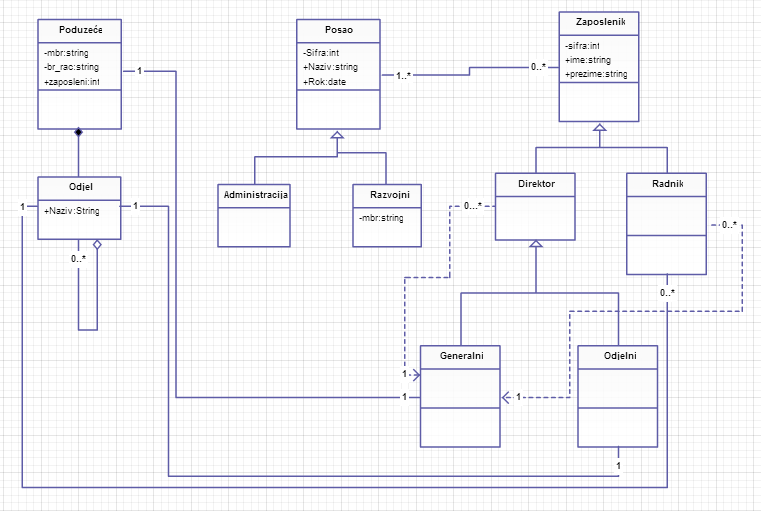 Poduzeće
-mbr:string
-br_rac:string
+zaposleni:int
1
Posao
-Sifra:int
+Naziv:string
+Rok:date
1..*
0..*
Zaposlenik
-sifra:int
+ime:string
+prezime:string
1
Odjel
+Naziv:String
1
0..*
Administracija
Razvojni
-mbr:string
0...*
Direktor
Radnik
0..*
0..*
Generalni
1
1
1
Odjelni
1